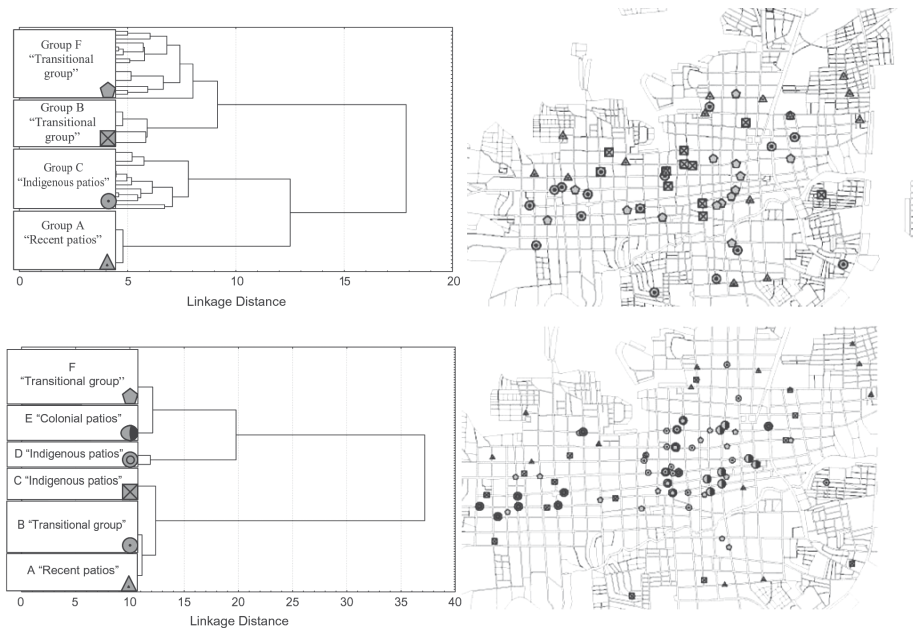 Group F
“Transitional
group”
Group B
“Transitional
group”
Group C
“Indigenous patios”
Group A
“Recent patios”
0 5 10 15 20
Linkage Distance
F
“Transitional group”
E “Colonial patios”
D “Indigenous patios”
C “Indigenous patios”
B “Transitional group”
A “Recent patios”
0 5 10 15 20 25 30 35 40
Linkage Distance